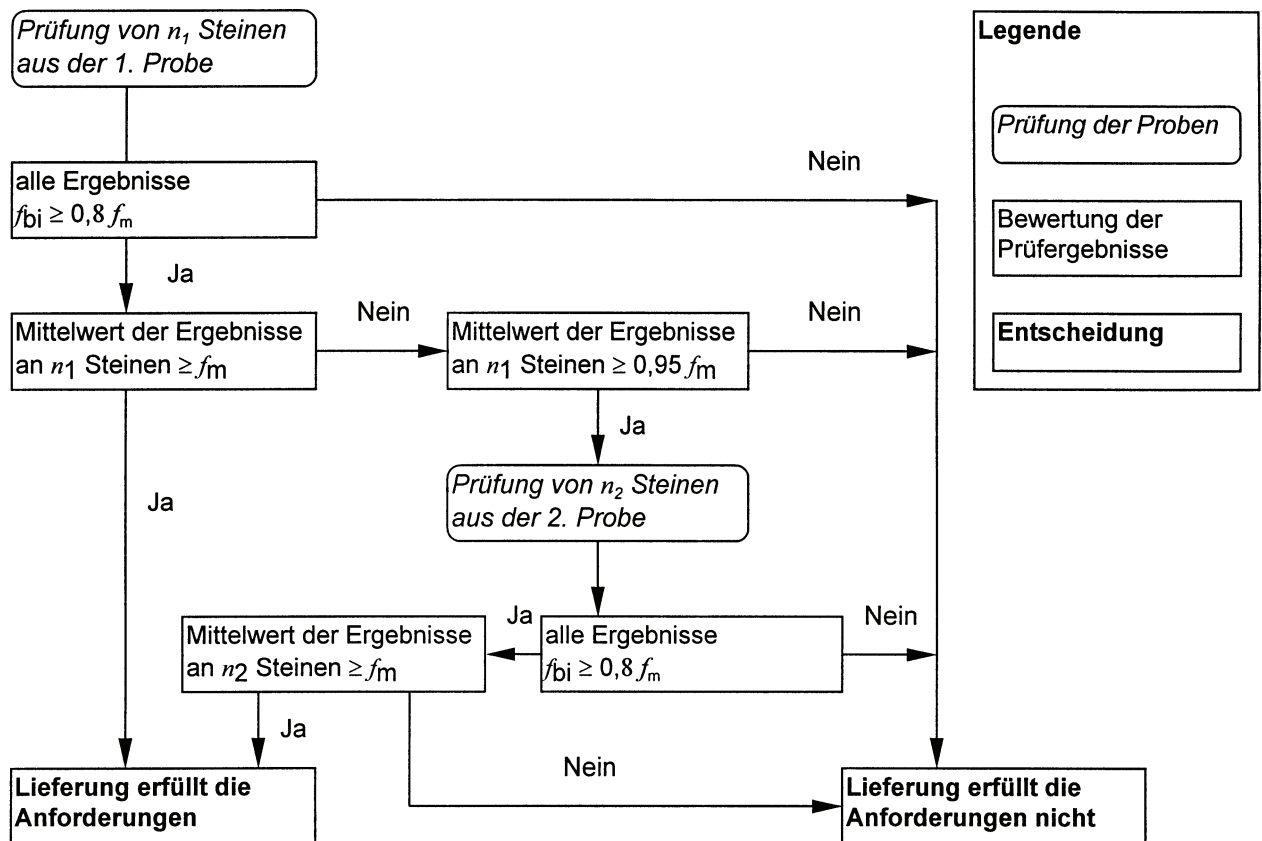 Prüfung von n₁ Steinen
aus der 1. Probe
Legende
Prüfung der Proben
Bewertung der
Prüfergebnisse
Entscheidung
alle Ergebnisse
fbi ≥ 0,8 fm
Nein
Ja
Mittelwert der Ergebnisse
an n1 Steinen ≥ fm
Nein
Mittelwert der Ergebnisse
an n1 Steinen ≥ 0,95 fm
Nein
Ja
Ja
Prüfung von n₂ Steinen
aus der 2. Probe
Mittelwert der Ergebnisse
an n2 Steinen ≥ fm
Ja
alle Ergebnisse
fbi ≥ 0,8 fm
Nein
Ja
Nein
Lieferung erfüllt die
Anforderungen
Lieferung erfüllt die
Anforderungen nicht